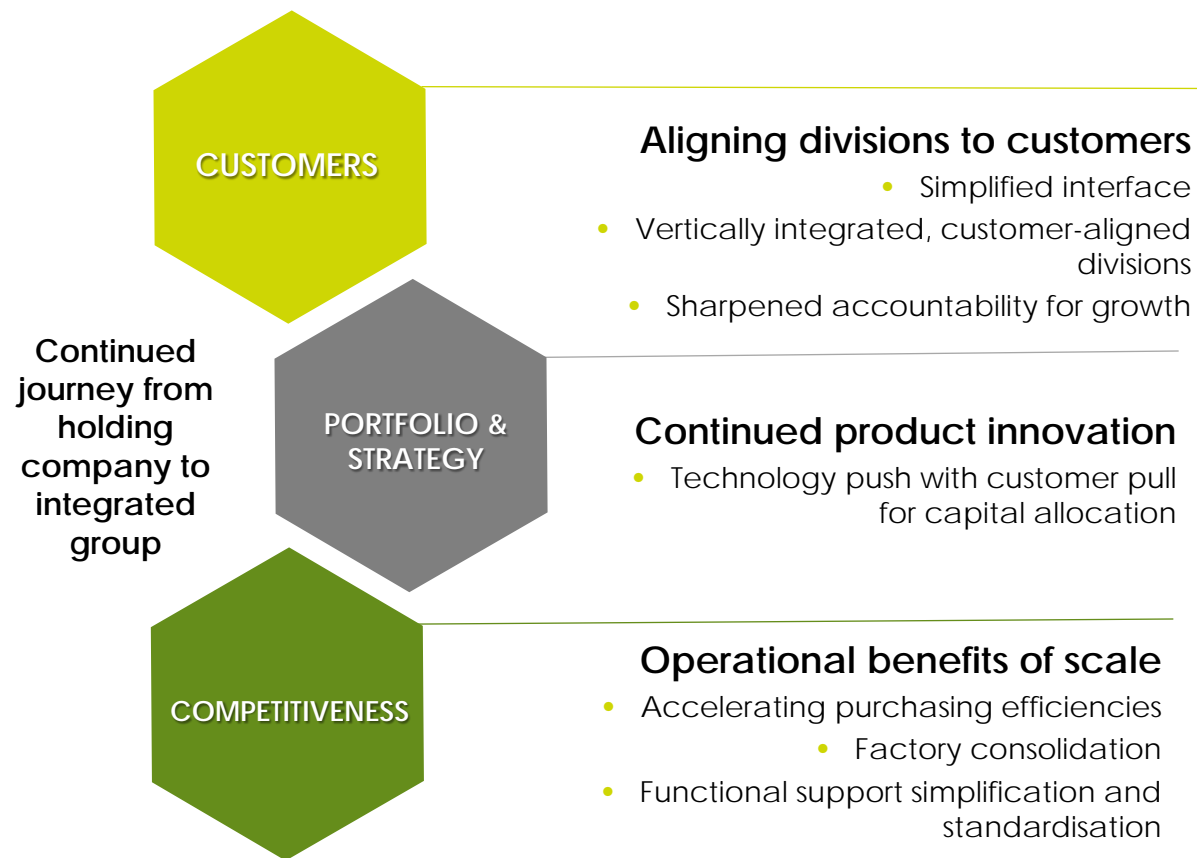 CUSTOMERS
Aligning divisions to customers
• Simplified interface
• Vertically integrated, customer-aligned
divisions
• Sharpened accountability for growth
Continued
journey from
holding
company to
integrated
group
PORTFOLIO &
STRATEGY
Continued product innovation
• Technology push with customer pull
for capital allocation
COMPETITIVENESS
Operational benefits of scale
• Accelerating purchasing efficiencies
• Factory consolidation
• Functional support simplification and
standardisation